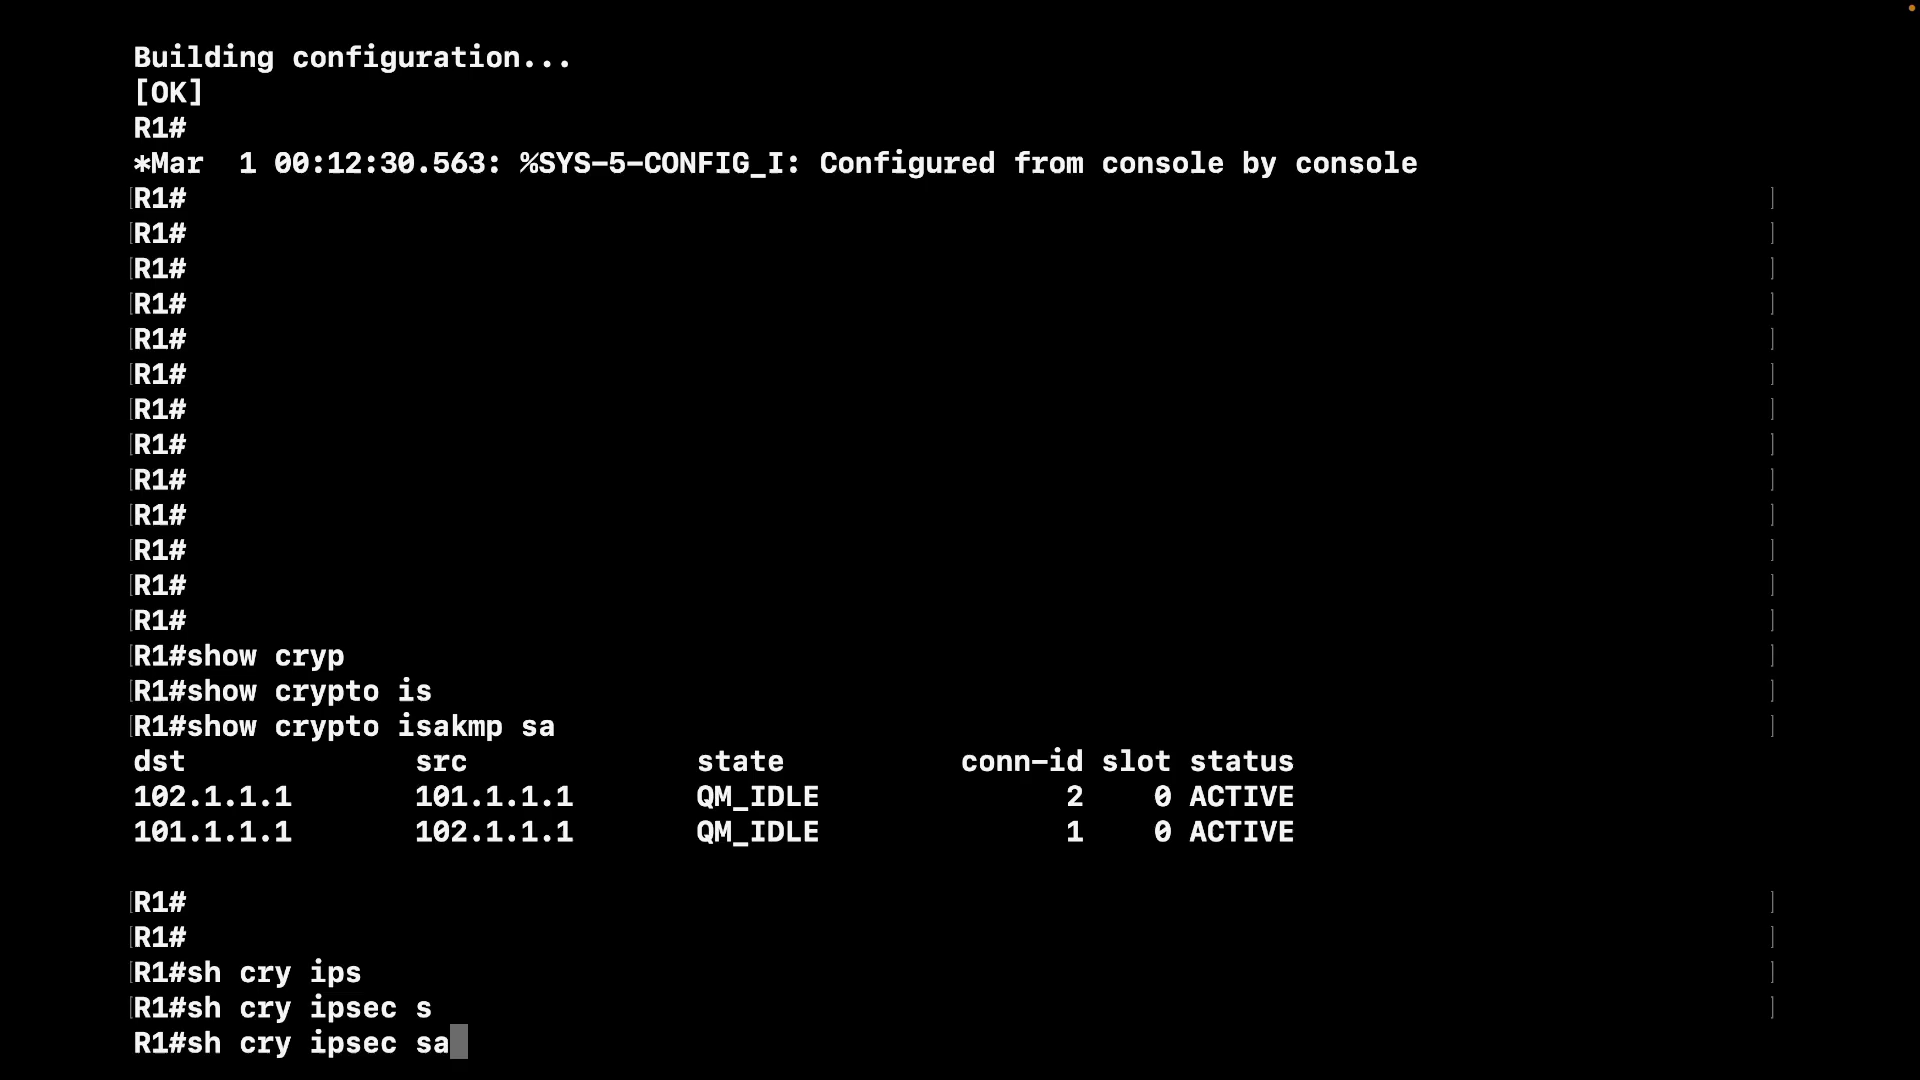 Building configuration...
[OK]
R1#
*Mar  1 00:12:30.563: %SYS-5-CONFIG_I: Configured from console by console
[R1# ]
[R1# ]
[R1# ]
[R1# ]
[R1# ]
[R1# ]
[R1# ]
[R1# ]
[R1# ]
[R1# ]
[R1# ]
[R1# ]
[R1# ]
[R1#show cryp ]
[R1#show crypto is ]
[R1#show crypto isakmp sa ]
dst             src             state          conn-id slot status
102.1.1.1       101.1.1.1       QM_IDLE              2    0 ACTIVE
101.1.1.1       102.1.1.1       QM_IDLE              1    0 ACTIVE
[R1# ]
[R1# ]
[R1#sh cry ips ]
[R1#sh cry ipsec s ]
R1#sh cry ipsec sa